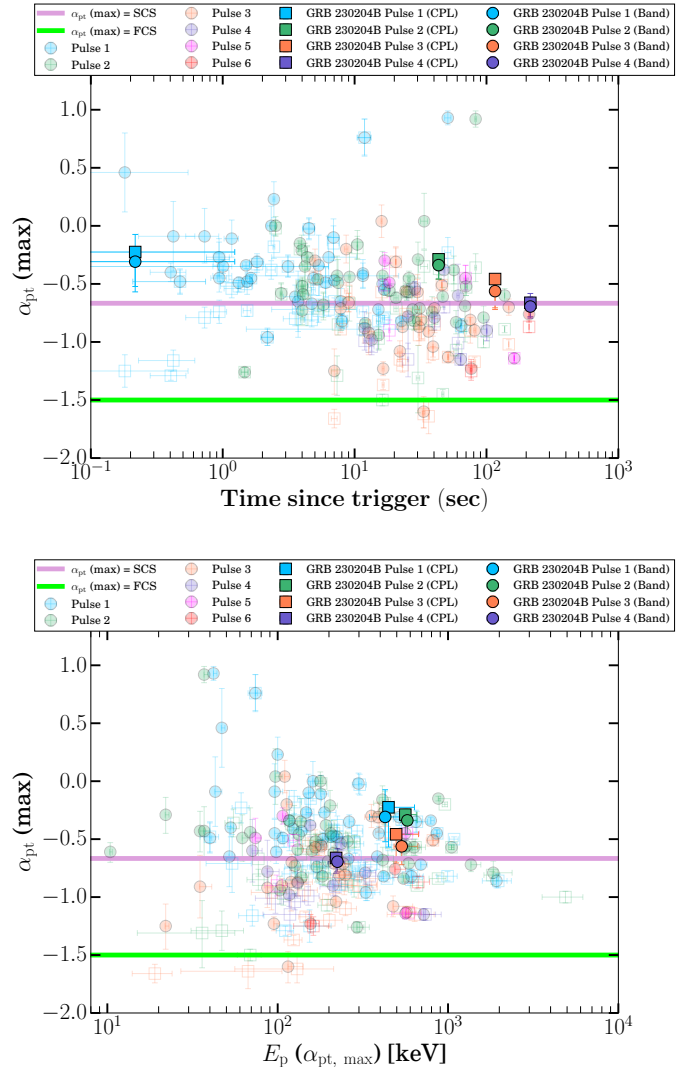 α_pt (max) = SCS
α_pt (max) = FCS
Pulse 1
Pulse 2
Pulse 3
Pulse 4
Pulse 5
Pulse 6
GRB 230204B Pulse 1 (CPL)
GRB 230204B Pulse 2 (CPL)
GRB 230204B Pulse 3 (CPL)
GRB 230204B Pulse 4 (CPL)
GRB 230204B Pulse 1 (Band)
GRB 230204B Pulse 2 (Band)
GRB 230204B Pulse 3 (Band)
GRB 230204B Pulse 4 (Band)
α_pt (max)
1.0
0.5
0.0
−0.5
−1.0
−1.5
−2.0
10⁻¹ 10⁰ 10¹ 10² 10³
Time since trigger (sec)
α_pt (max) = SCS
α_pt (max) = FCS
Pulse 1
Pulse 2
Pulse 3
Pulse 4
Pulse 5
Pulse 6
GRB 230204B Pulse 1 (CPL)
GRB 230204B Pulse 2 (CPL)
GRB 230204B Pulse 3 (CPL)
GRB 230204B Pulse 4 (CPL)
GRB 230204B Pulse 1 (Band)
GRB 230204B Pulse 2 (Band)
GRB 230204B Pulse 3 (Band)
GRB 230204B Pulse 4 (Band)
α_pt (max)
1.0
0.5
0.0
−0.5
−1.0
−1.5
−2.0
10¹ 10² 10³ 10⁴
E_p (α_pt, max) [keV]